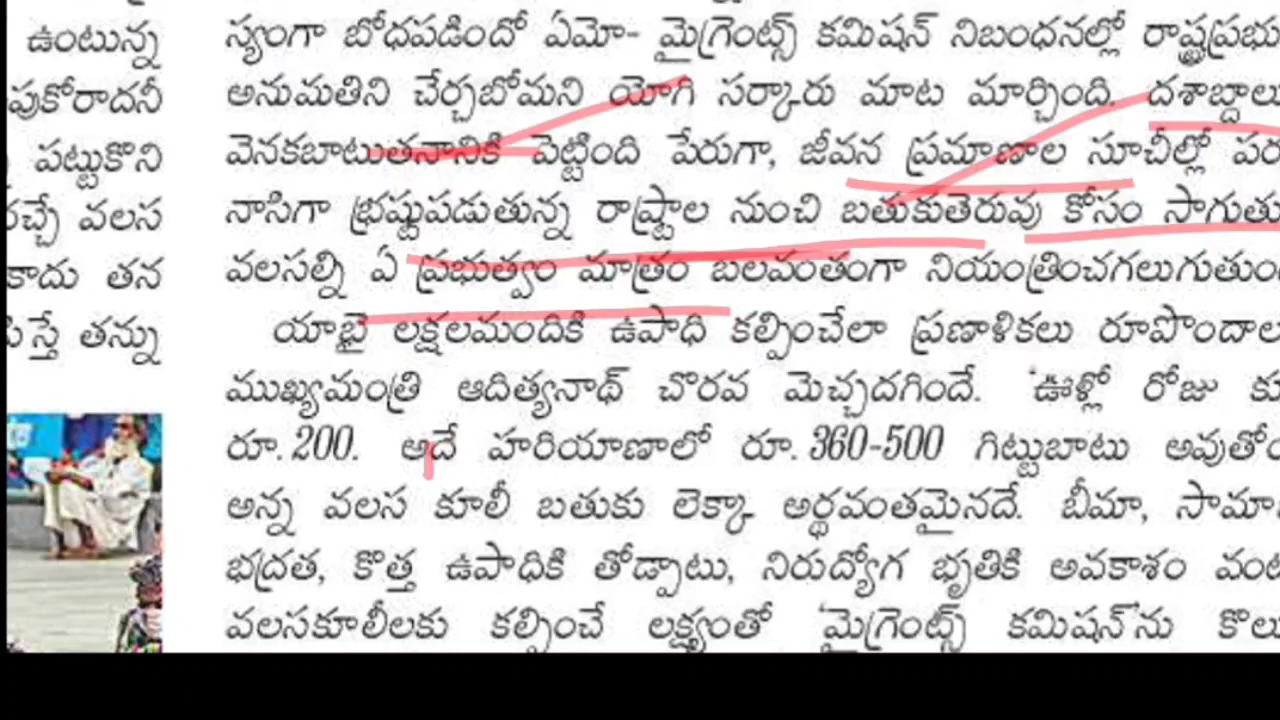 ఉంటున్న
పుకోరాదనీ
పట్టుకొని
వచ్చే వలస
కాదు తన
పిస్తే తన్ను
స్యంగా బోధపడిందో ఏమో- మైగ్రెంట్స్ కమిషన్ నిబంధనల్లో రాష్ట్రప్రభు
అనుమతిని చేర్చబోమని యోగి సర్కారు మాట మార్చింది. దశాబ్దాలు
వెనకబాటుతనానికి పెట్టింది పేరుగా, జీవన ప్రమాణాల సూచీల్లో పర
నాసిగా భ్రష్టుపడుతున్న రాష్ట్రాల నుంచి బతుకుతెరువు కోసం సాగుతు
వలసల్ని ఏ ప్రభుత్వం మాత్రం బలవంతంగా నియంత్రించగలుగుతుం
యాభై లక్షలమందికి ఉపాధి కల్పించేలా ప్రణాళికలు రూపొందాల
ముఖ్యమంత్రి ఆదిత్యనాథ్ చొరవ మెచ్చదగిందే. 'ఊళ్లో రోజు కూ
రూ. 200. అదే హరియాణాలో రూ. 360-500 గిట్టుబాటు అవుతోం
అన్న వలస కూలీ బతుకు లెక్కా అర్థవంతమైనదే. బీమా, సామా
భద్రత, కొత్త ఉపాధికి తోడ్పాటు, నిరుద్యోగ భృతికి అవకాశం వంటి
వలసకూలీలకు కల్పించే లక్ష్యంతో 'మైగ్రెంట్స్ కమిషన్'ను కొలు